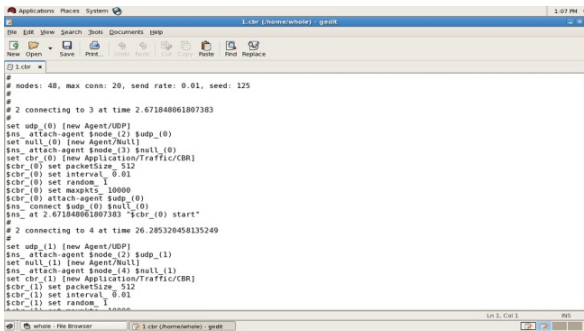 Applications Places System
1:07 PM
1.cbr (/home/whole) - gedit
File Edit View Search Tools Documents Help
New Open Save Print... Undo Redo Cut Copy Paste Find Replace
1.cbr
#
# nodes: 48, max conn: 20, send rate: 0.01, seed: 125
#
#
# 2 connecting to 3 at time 2.671848061807383
#
set udp_(0) [new Agent/UDP]
$ns_ attach-agent $node_(2) $udp_(0)
set null_(0) [new Agent/Null]
$ns_ attach-agent $node_(3) $null_(0)
set cbr_(0) [new Application/Traffic/CBR]
$cbr_(0) set packetSize_ 512
$cbr_(0) set interval_ 0.01
$cbr_(0) set random_ 1
$cbr_(0) set maxpkts_ 10000
$cbr_(0) attach-agent $udp_(0)
$ns_ connect $udp_(0) $null_(0)
$ns_ at 2.671848061807383 "$cbr_(0) start"
#
# 2 connecting to 4 at time 26.285320458135249
#
set udp_(1) [new Agent/UDP]
$ns_ attach-agent $node_(2) $udp_(1)
set null_(1) [new Agent/Null]
$ns_ attach-agent $node_(4) $null_(1)
set cbr_(1) [new Application/Traffic/CBR]
$cbr_(1) set packetSize_ 512
$cbr_(1) set interval_ 0.01
$cbr_(1) set random_ 1
Ln 1, Col 1 INS
whole - File Browser
1.cbr (/home/whole) - gedit